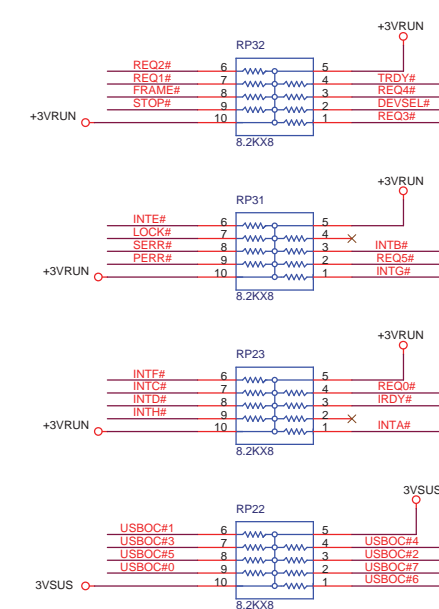 +3VRUN
RP32
REQ2# 6 5
REQ1# 7 4 TRDY#
FRAME# 8 3 REQ4#
STOP# 9 2 DEVSEL#
+3VRUN 10 1 REQ3#
8.2KX8
+3VRUN
RP31
INTE# 6 5
LOCK# 7 4
SERR# 8 3 INTB#
PERR# 9 2 REQ5#
+3VRUN 10 1 INTG#
8.2KX8
+3VRUN
RP23
INTF# 6 5
INTC# 7 4 REQ0#
INTD# 8 3 IRDY#
INTH# 9 2
+3VRUN 10 1 INTA#
8.2KX8
3VSUS
RP22
USBOC#1 6 5
USBOC#3 7 4 USBOC#4
USBOC#5 8 3 USBOC#2
USBOC#0 9 2 USBOC#7
3VSUS 10 1 USBOC#6
8.2KX8